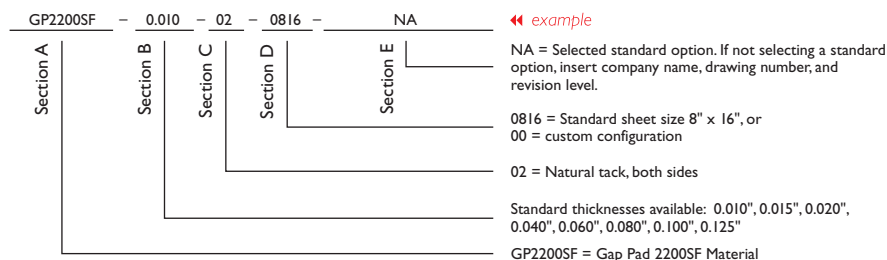 GP2200SF – 0.010 – 02 – 0816 – NA
example
Section A
Section B
Section C
Section D
Section E
NA = Selected standard option. If not selecting a standard
option, insert company name, drawing number, and
revision level.
0816 = Standard sheet size 8" x 16", or
00 = custom configuration
02 = Natural tack, both sides
Standard thicknesses available: 0.010", 0.015", 0.020",
0.040", 0.060", 0.080", 0.100", 0.125"
GP2200SF = Gap Pad 2200SF Material